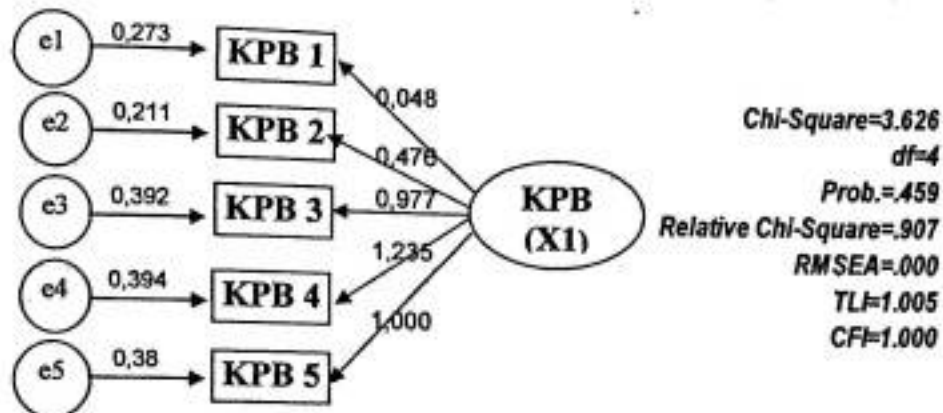 e1 0,273 KPB 1
0,048
e2 0,211 KPB 2
0,476
e3 0,392 KPB 3 0,977
KPB
(X1)
e4 0,394 KPB 4
1,235
e5 0,38 KPB 5
1,000
Chi-Square=3.626
df=4
Prob.=.459
Relative Chi-Square=.907
RMSEA=.000
TLI=1.005
CFI=1.000